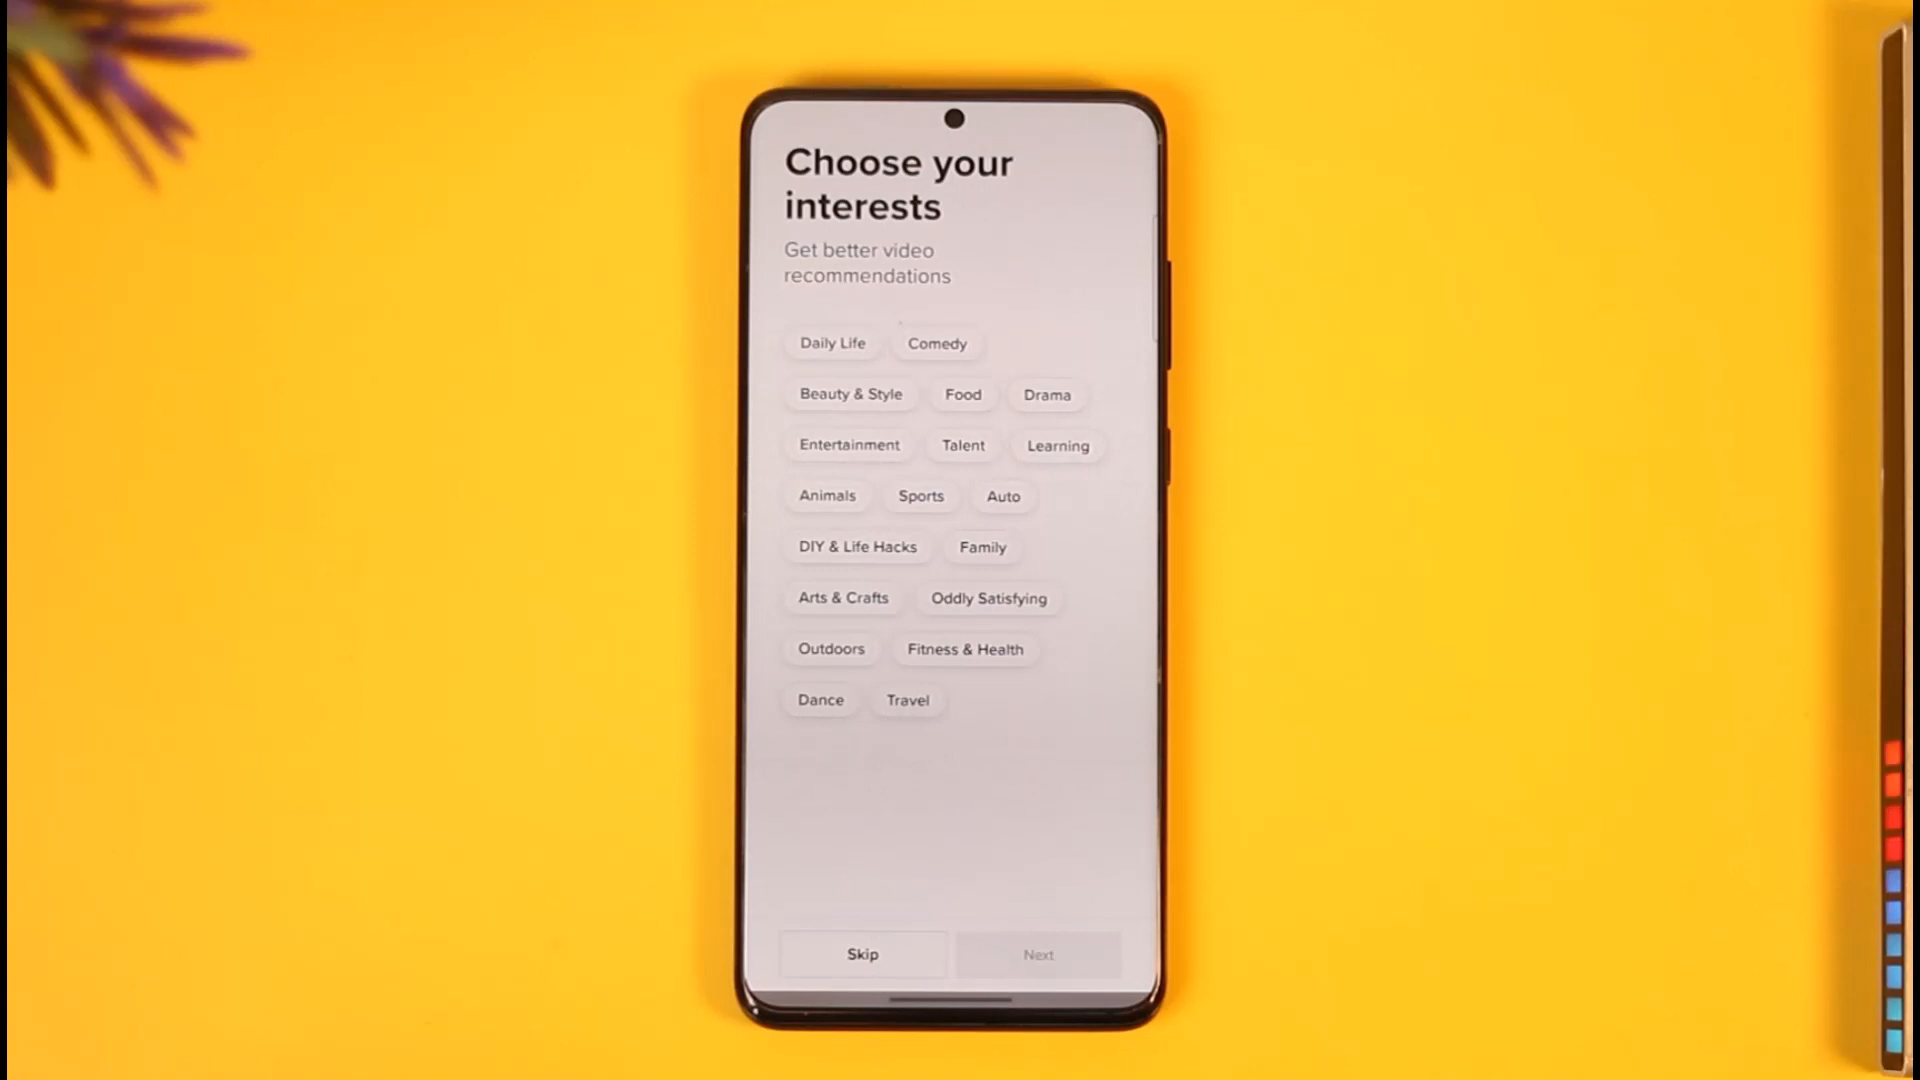 Choose your
interests
Get better video
recommendations
Daily Life Comedy
Beauty & Style Food Drama
Entertainment Talent Learning
Animals Sports Auto
DIY & Life Hacks Family
Arts & Crafts Oddly Satisfying
Outdoors Fitness & Health
Dance Travel
Skip Next